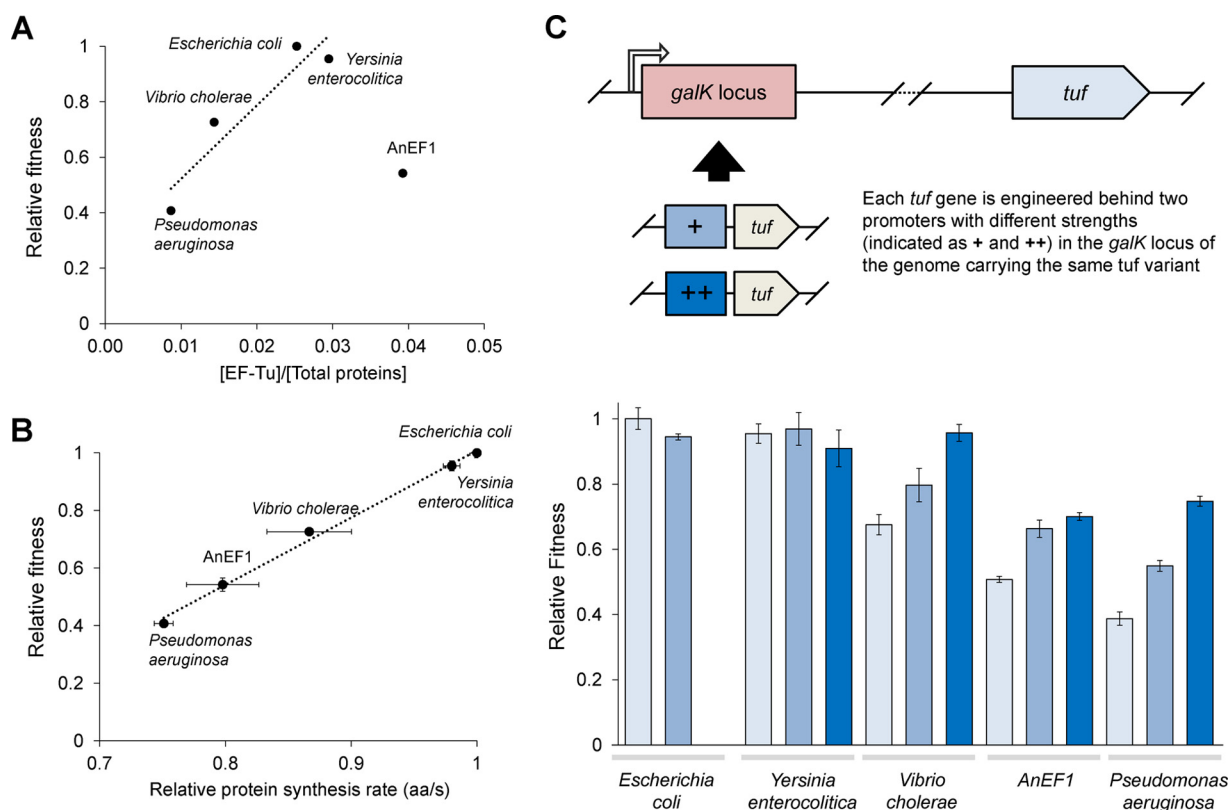 A
Relative fitness
1
0.8
0.6
0.4
0.2
0
Escherichia coli
Yersinia
enterocolitica
Vibrio cholerae
AnEF1
Pseudomonas
aeruginosa
0.00
0.01
0.02
0.03
0.04
0.05
[EF-Tu]/[Total proteins]
B
Relative fitness
1
0.8
0.6
0.4
0.2
0
Escherichia coli
Yersinia
enterocolitica
Vibrio cholerae
AnEF1
Pseudomonas
aeruginosa
0.7
0.8
0.9
1
Relative protein synthesis rate (aa/s)
C
galK locus
tuf
+
tuf
++
tuf
Each tuf gene is engineered behind two
promoters with different strengths
(indicated as + and ++) in the galK locus of
the genome carrying the same tuf variant
Relative Fitness
1
0.8
0.6
0.4
0.2
0
Escherichia
coli
Yersinia
enterocolitica
Vibrio
cholerae
AnEF1
Pseudomonas
aeruginosa